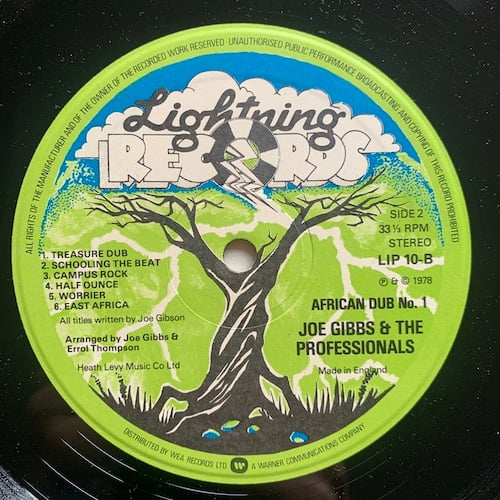 ALL RIGHTS OF THE MANUFACTURER AND OF THE OWNER OF THE RECORDED WORK RESERVED · UNAUTHORISED PUBLIC PERFORMANCE BROADCASTING AND COPYING OF THIS RECORD PROHIBITED
Lightning
RECORDS
SIDE 2
33 ⅓ RPM
STEREO
LIP 10-B
℗ & © 1978
1. TREASURE DUB
2. SCHOOLING THE BEAT
3. CAMPUS ROCK
4. HALF OUNCE
5. WORRIER
6. EAST AFRICA
All titles written by Joe Gibson
Arranged by Joe Gibbs &
Errol Thompson
Heath Levy Music Co Ltd
AFRICAN DUB No. 1
JOE GIBBS & THE
PROFESSIONALS
Made in England
DISTRIBUTED BY WEA RECORDS LTD W A WARNER COMMUNICATIONS COMPANY